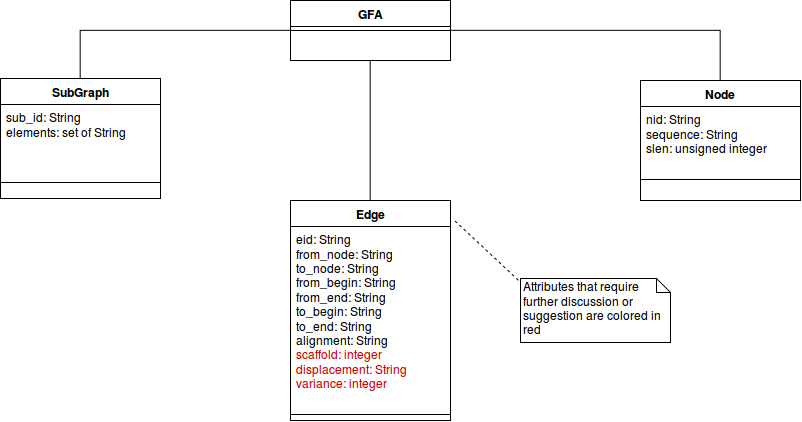 GFA
SubGraph
sub_id: String
elements: set of String
Node
nid: String
sequence: String
slen: unsigned integer
Edge
eid: String
from_node: String
to_node: String
from_begin: String
from_end: String
to_begin: String
to_end: String
alignment: String
scaffold: integer
displacement: String
variance: integer
Attributes that require
further discussion or
suggestion are colored in
red